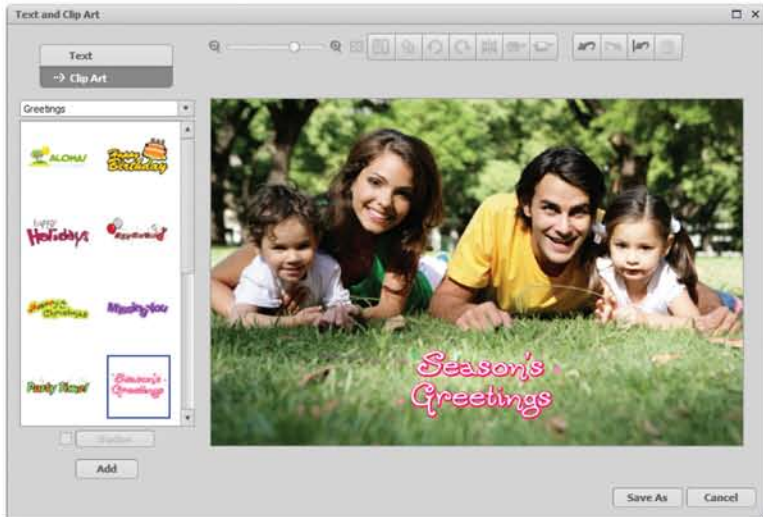 Text and Clip Art
Text
Clip Art
Greetings
ALOHA!
Happy
Birthday
Happy
Holidays
Merry
Christmas
Missing You
Party Time!
Season's
Greetings
Season's
Greetings
Shadow
Add
Save As
Cancel